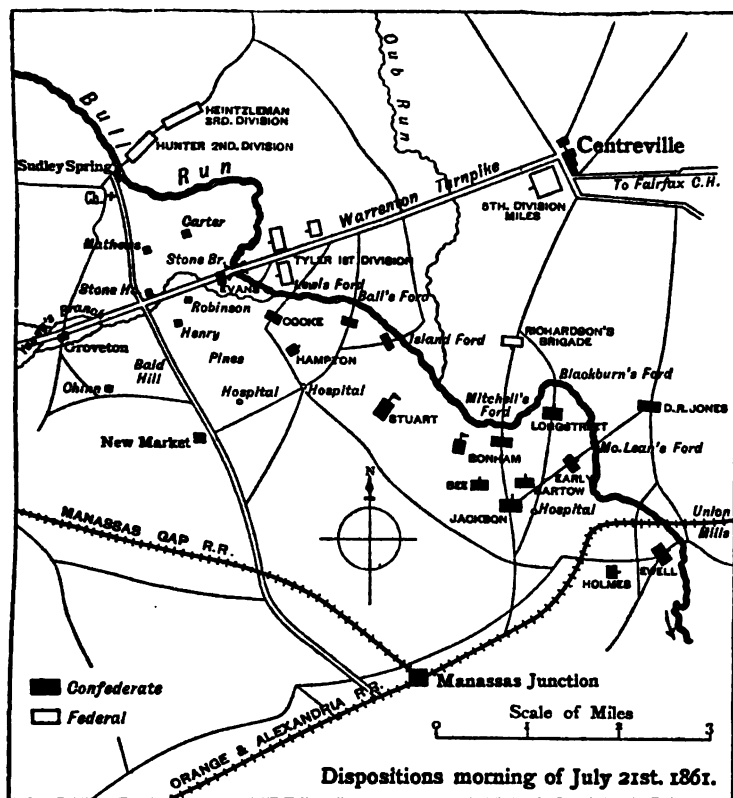 Bull
Run
Cub Run
HEINTZLEMAN
3RD. DIVISION
HUNTER 2ND. DIVISION
Sudley Spring
Ch.
Centreville
To Fairfax C.H.
Warrenton Turnpike
5TH. DIVISION
MILES
Carter
Mathews
Stone Br.
TYLER 1ST DIVISION
EVANS
Lewis Ford
Ball's Ford
Stone Ho.
Robinson
COOKE
Island Ford
RICHARDSON'S
BRIGADE
Branch
Groveton
Henry
HAMPTON
Bald
Hill
Pines
Blackburn's Ford
Chinn
Hospital
Hospital
Mitchell's
Ford
STUART
LONGSTREET
D.R. JONES
New Market
BONHAM
Mc.Lean's Ford
EARLY
BEE
BARTOW
JACKSON
Hospital
N
MANASSAS GAP R.R.
Union
Mills
EWELL
HOLMES
Confederate
Federal
Manassas Junction
ORANGE & ALEXANDRIA R.R.
Scale of Miles
0 1 2 3
Dispositions morning of July 21st. 1861.